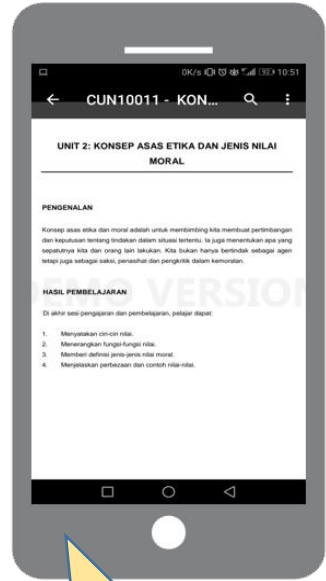 0K/s 10:51
CUN10011 - KON...
UNIT 2: KONSEP ASAS ETIKA DAN JENIS NILAI
MORAL
PENGENALAN
Konsep asas etika dan moral adalah untuk membimbing kita membuat pertimbangan
dan keputusan tentang tindakan dalam situasi tertentu. Ia juga menentukan apa yang
sepatutnya kita dan orang lain lakukan. Kita bukan hanya bertindak sebagai agen
tetapi juga sebagai saksi, penasihat dan pengkritik dalam kemoralan.
DEMO VERSION
HASIL PEMBELAJARAN
Di akhir sesi pengajaran dan pembelajaran, pelajar dapat:
1. Menyatakan ciri-ciri nilai.
2. Menerangkan fungsi-fungsi nilai.
3. Memberi definisi jenis-jenis nilai moral.
4. Menjelaskan perbezaan dan contoh nilai-nilai.